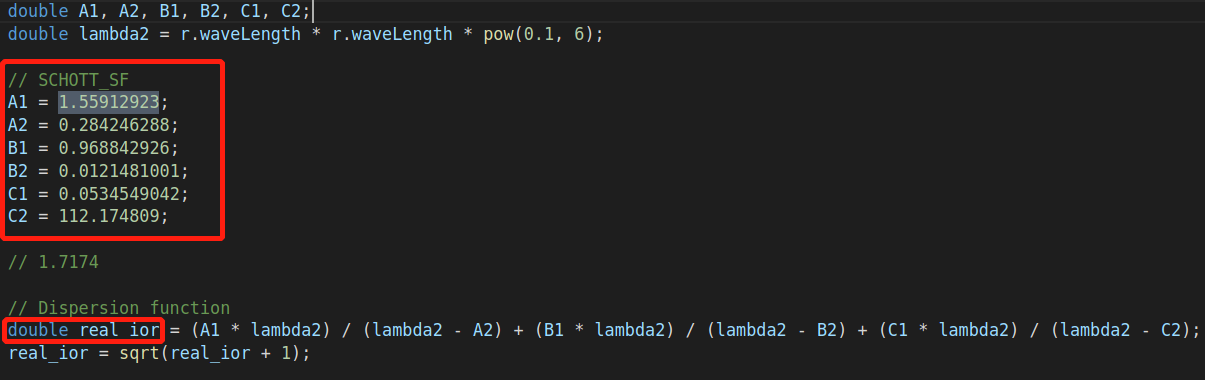 double A1, A2, B1, B2, C1, C2;
double lambda2 = r.waveLength * r.waveLength * pow(0.1, 6);
// SCHOTT_SF
A1 = 1.55912923;
A2 = 0.284246288;
B1 = 0.968842926;
B2 = 0.0121481001;
C1 = 0.0534549042;
C2 = 112.174809;
// 1.7174
// Dispersion function
double real_ior = (A1 * lambda2) / (lambda2 - A2) + (B1 * lambda2) / (lambda2 - B2) + (C1 * lambda2) / (lambda2 - C2);
real_ior = sqrt(real_ior + 1);